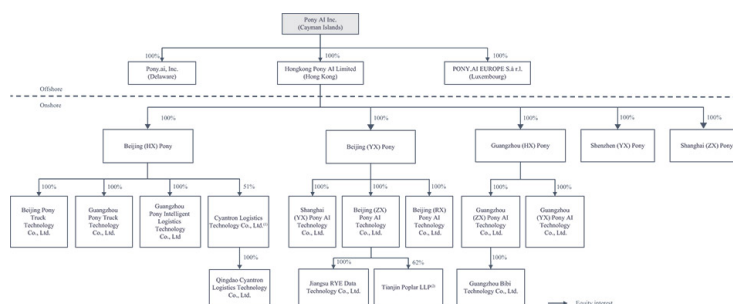 Pony AI Inc.
(Cayman Islands)
100%
100%
100%
Pony.ai, Inc.
(Delaware)
Hongkong Pony AI Limited
(Hong Kong)
PONY.AI EUROPE S.à r.l.
(Luxembourg)
Offshore
Onshore
100%
100%
100%
100%
100%
Beijing (HX) Pony
Beijing (YX) Pony
Guangzhou (HX) Pony
Shenzhen (YX) Pony
Shanghai (ZX) Pony
100%
100%
100%
51%
100%
100%
100%
100%
100%
Beijing Pony
Truck
Technology
Co., Ltd.
Guangzhou
Pony Truck
Technology
Co., Ltd.
Guangzhou
Pony Intelligent
Logistics
Technology
Co., Ltd
Cyantron Logistics
Technology Co., Ltd.(1)
Shanghai
(YX) Pony AI
Technology
Co., Ltd.
Beijing (ZX)
Pony AI
Technology
Co., Ltd.
Beijing (RX)
Pony AI
Technology
Co., Ltd.
Guangzhou
(ZX) Pony AI
Technology
Co., Ltd.
Guangzhou
(YX) Pony AI
Technology
Co., Ltd.
100%
100%
62%
100%
Qingdao Cyantron
Logistics Technology
Co., Ltd.
Jiangsu RYE Data
Technology Co., Ltd.
Tianjin Poplar LLP(2)
Guangzhou Bibi
Technology Co., Ltd.
Equity interest